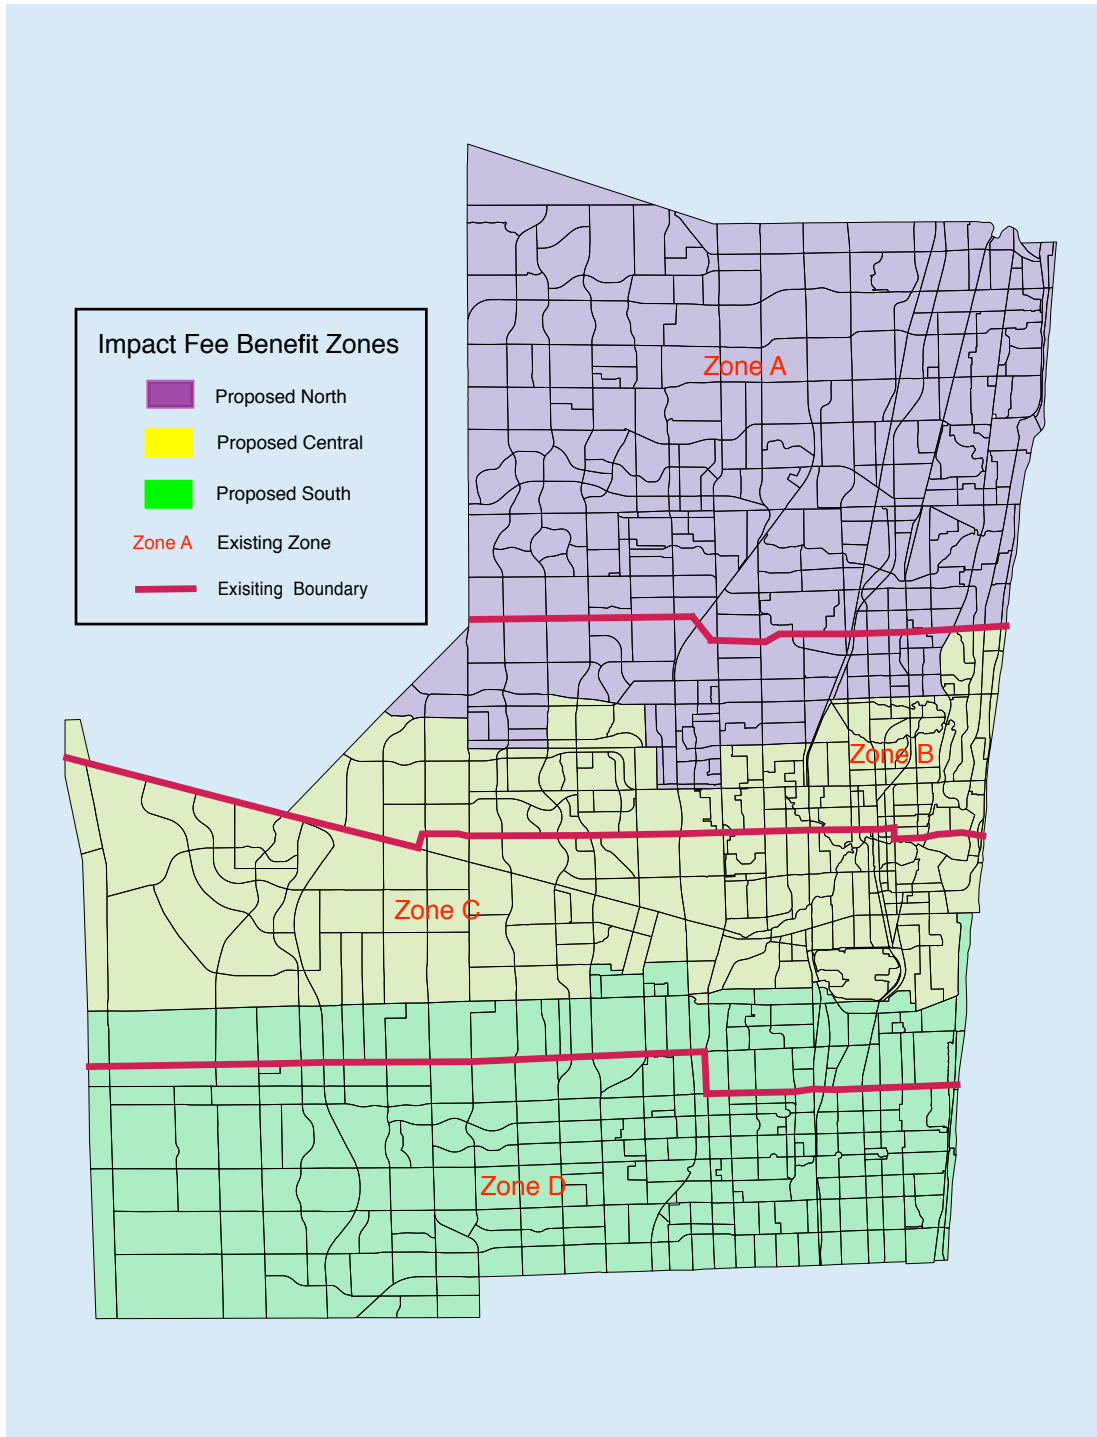 Impact Fee Benefit Zones
Proposed North
Proposed Central
Proposed South
Zone A Existing Zone
Exisiting Boundary
Zone A
Zone B
Zone C
Zone D